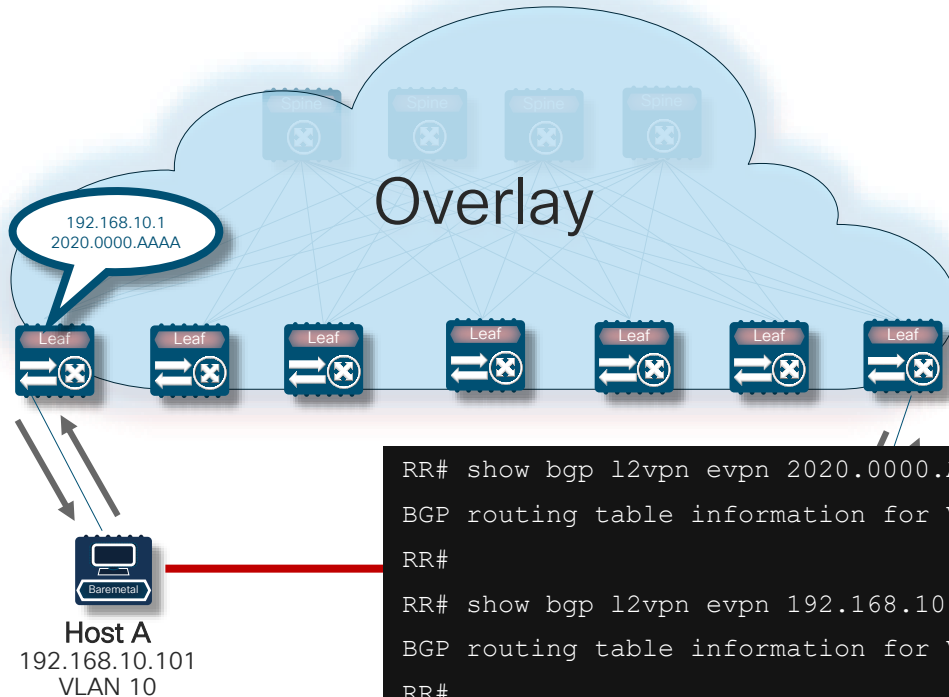 Spine Spine Spine Spine
Overlay
192.168.10.1
2020.0000.AAAA
Leaf Leaf Leaf Leaf Leaf Leaf Leaf
Baremetal
Host A
192.168.10.101
VLAN 10
RR# show bgp l2vpn evpn 2020.0000.
BGP routing table information for
RR#
RR# show bgp l2vpn evpn 192.168.10
BGP routing table information for
RR#